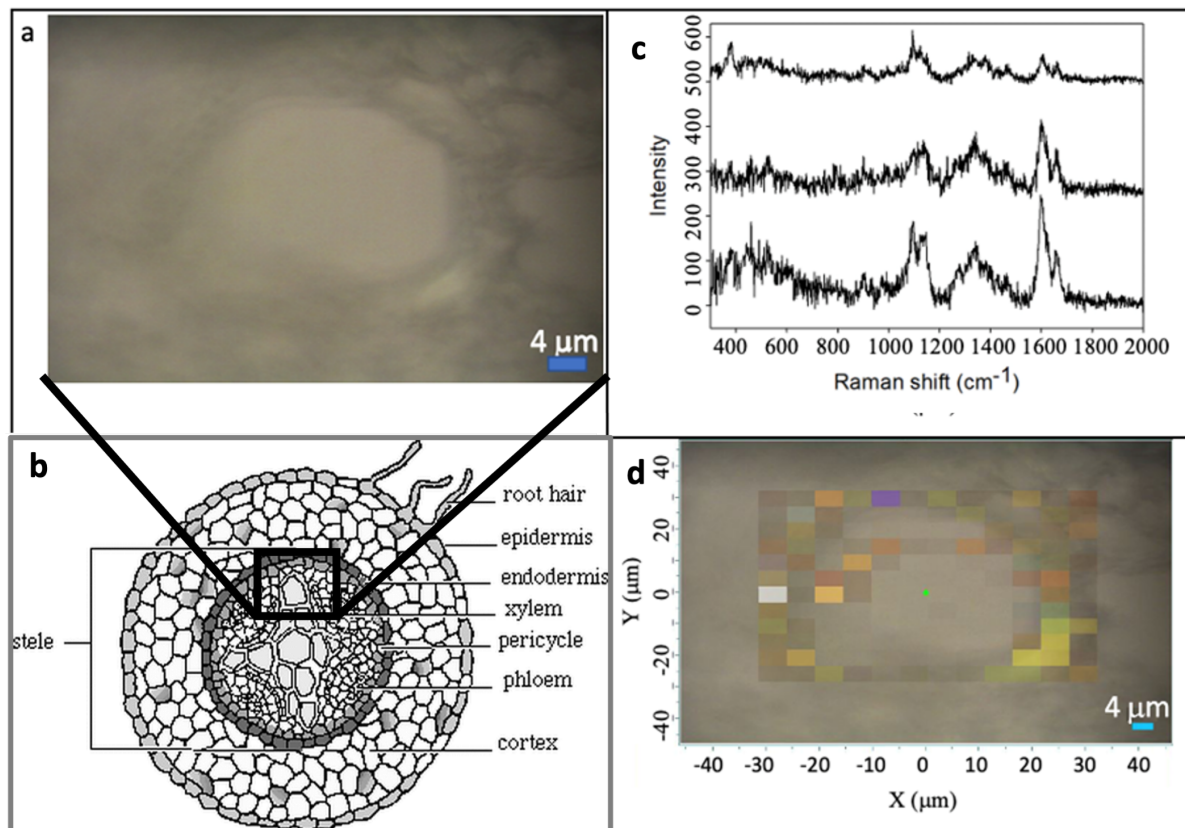 a
4 µm
c
600
500
400
300
200
100
0
Intensity
400 600 800 1000 1200 1400 1600 1800 2000
Raman shift (cm-1)
b
root hair
epidermis
endodermis
xylem
stele
pericycle
phloem
cortex
d
40
20
0
-20
-40
Y (µm)
4 µm
-40 -30 -20 -10 0 10 20 30 40
X (µm)